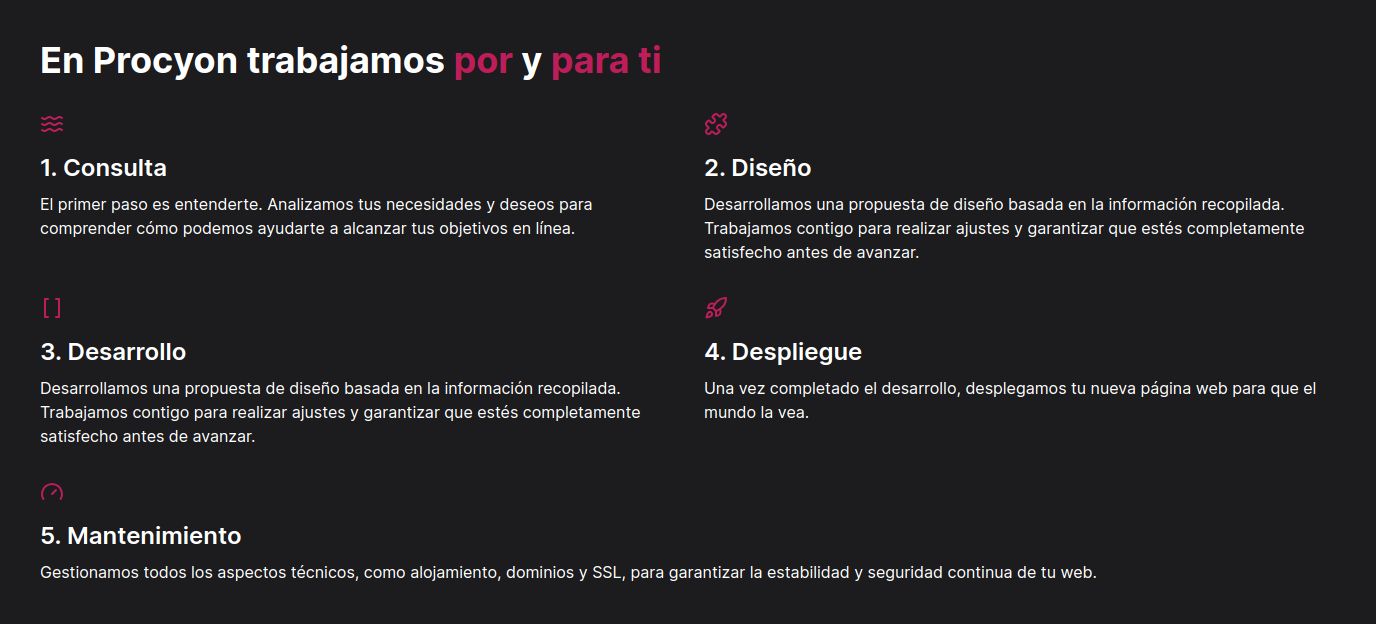 En Procyon trabajamos por y para ti
1. Consulta
El primer paso es entenderte. Analizamos tus necesidades y deseos para
comprender cómo podemos ayudarte a alcanzar tus objetivos en línea.
2. Diseño
Desarrollamos una propuesta de diseño basada en la información recopilada.
Trabajamos contigo para realizar ajustes y garantizar que estés completamente
satisfecho antes de avanzar.
3. Desarrollo
Desarrollamos una propuesta de diseño basada en la información recopilada.
Trabajamos contigo para realizar ajustes y garantizar que estés completamente
satisfecho antes de avanzar.
4. Despliegue
Una vez completado el desarrollo, desplegamos tu nueva página web para que el
mundo la vea.
5. Mantenimiento
Gestionamos todos los aspectos técnicos, como alojamiento, dominios y SSL, para garantizar la estabilidad y seguridad continua de tu web.